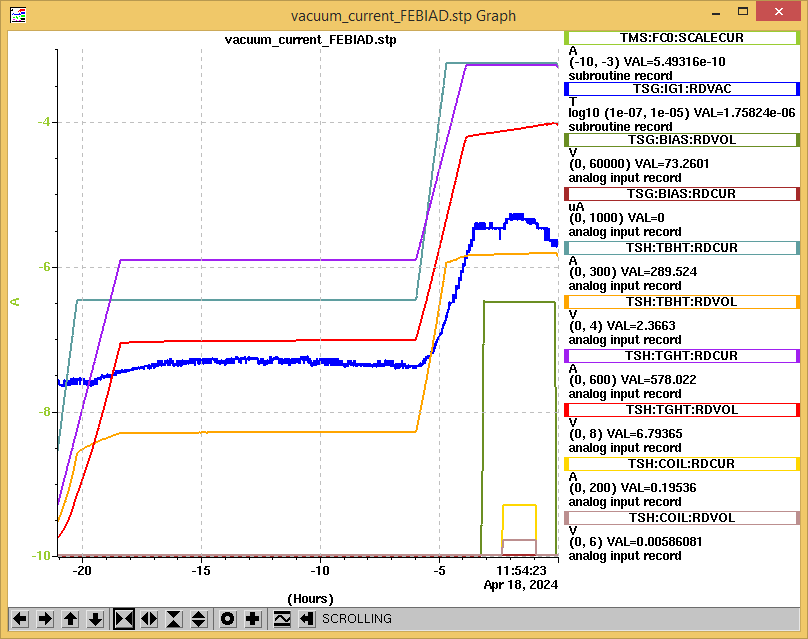 vacuum_current_FEBIAD.stp Graph
vacuum_current_FEBIAD.stp
-4
-6
-8
-10
A
-20
-15
-10
-5
11:54:23
Apr 18, 2024
(Hours)
TMS:FC0:SCALECUR
A
(-10, -3) VAL=5.49316e-10
subroutine record
TSG:IG1:RDVAC
T
log10 (1e-07, 1e-05) VAL=1.75824e-06
subroutine record
TSG:BIAS:RDVOL
V
(0, 60000) VAL=73.2601
analog input record
TSG:BIAS:RDCUR
uA
(0, 1000) VAL=0
analog input record
TSH:TBHT:RDCUR
A
(0, 300) VAL=289.524
analog input record
TSH:TBHT:RDVOL
V
(0, 4) VAL=2.3663
analog input record
TSH:TGHT:RDCUR
A
(0, 600) VAL=578.022
analog input record
TSH:TGHT:RDVOL
V
(0, 8) VAL=6.79365
analog input record
TSH:COIL:RDCUR
A
(0, 200) VAL=0.19536
analog input record
TSH:COIL:RDVOL
V
(0, 6) VAL=0.00586081
analog input record
SCROLLING